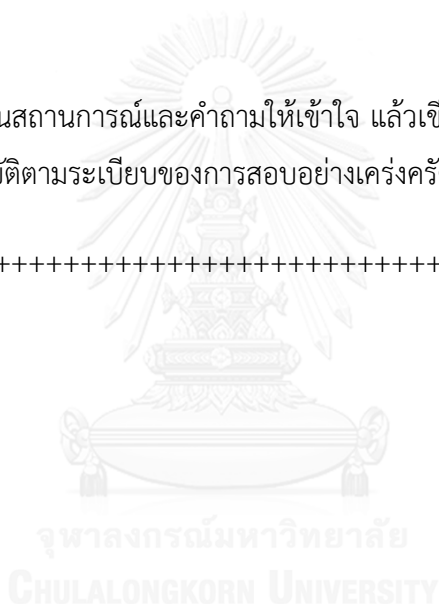 นสถานการณ์และคำถามให้เข้าใจ แล้วเขี
บัติตามระเบียบของการสอบอย่างเคร่งครั
++++++++++++++++++++++++++++
จุฬาลงกรณ์มหาวิทยาลัย
CHULALONGKORN UNIVERSITY